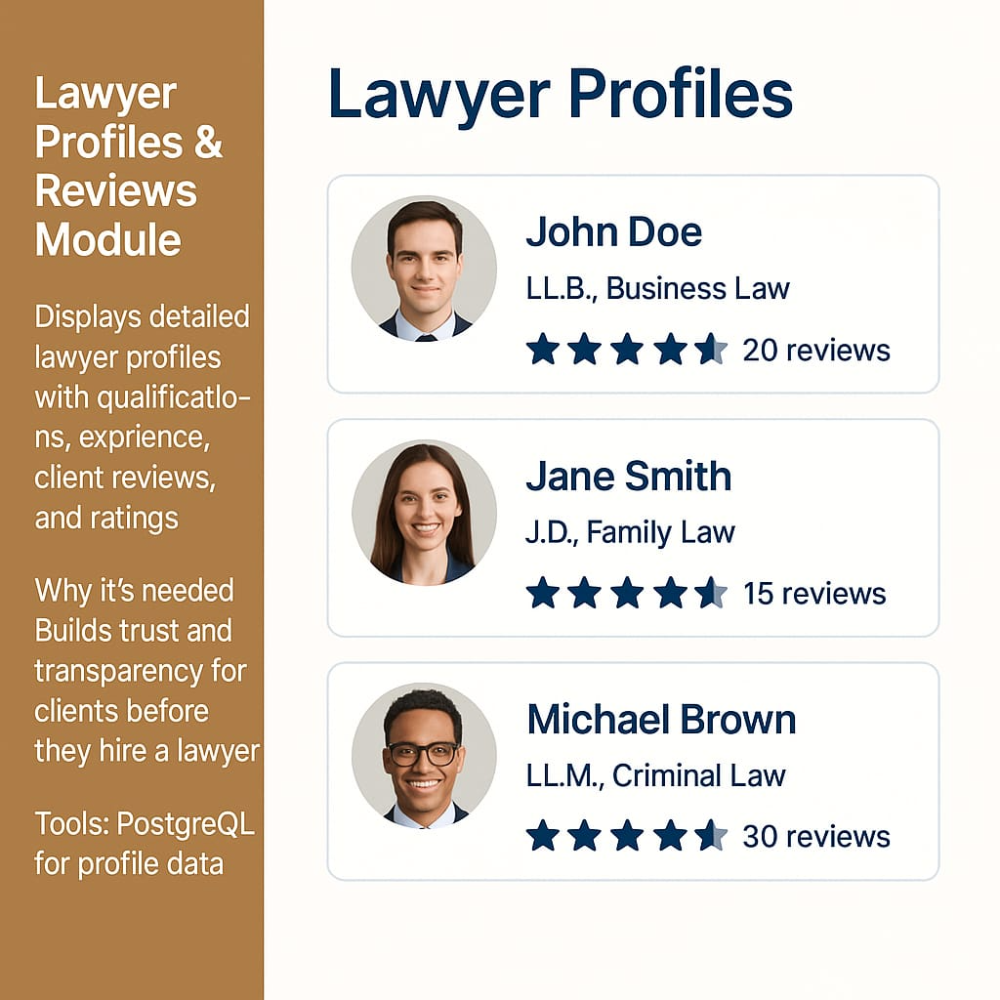 Lawyer
Profiles &
Reviews
Module
Displays detailed
lawyer profiles
with qualificatlo–
ns, exprience,
client reviews,
and ratings
Why it's needed
Builds trust and
transparency for
clients before
they hire a lawyer
Tools: PostgreQL
for profile data
Lawyer Profiles
John Doe
LL.B., Business Law
20 reviews
Jane Smith
J.D., Family Law
15 reviews
Michael Brown
LL.M., Criminal Law
30 reviews